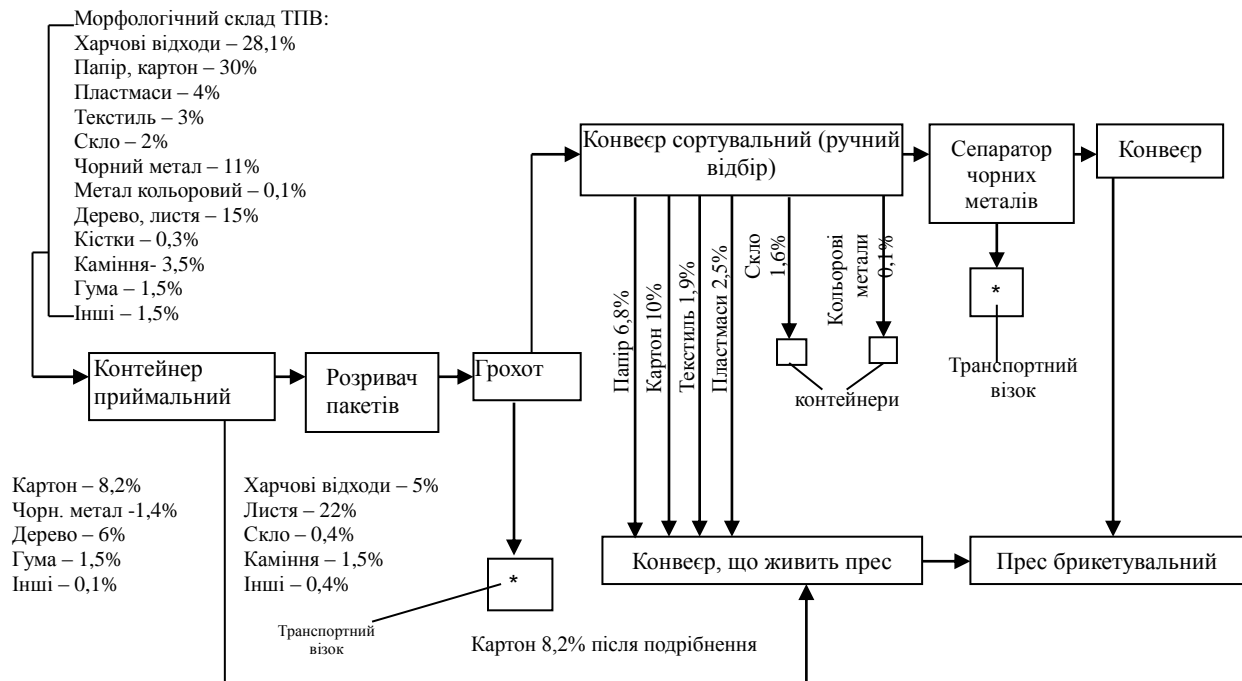 Морфологічний склад ТПВ:
Харчові відходи – 28,1%
Папір, картон – 30%
Пластмаси – 4%
Текстиль – 3%
Скло – 2%
Чорний метал – 11%
Метал кольоровий – 0,1%
Дерево, листя – 15%
Кістки – 0,3%
Каміння- 3,5%
Гума – 1,5%
Інші – 1,5%
Конвеєр сортувальний (ручний
відбір)
Сепаратор
чорних
металів
Конвеєр
Папір 6,8%
Картон 10%
Текстиль 1,9%
Пластмаси 2,5%
Скло
1,6%
Кольорові
метали
0,1%
*
Транспортний
візок
контейнери
Контейнер
приймальний
Розривач
пакетів
Грохот
Картон – 8,2%
Чорн. метал -1,4%
Дерево – 6%
Гума – 1,5%
Інші – 0,1%
Харчові відходи – 5%
Листя – 22%
Скло – 0,4%
Каміння – 1,5%
Інші – 0,4%
*
Транспортний
візок
Конвеєр, що живить прес
Прес брикетувальний
Картон 8,2% після подрібнення